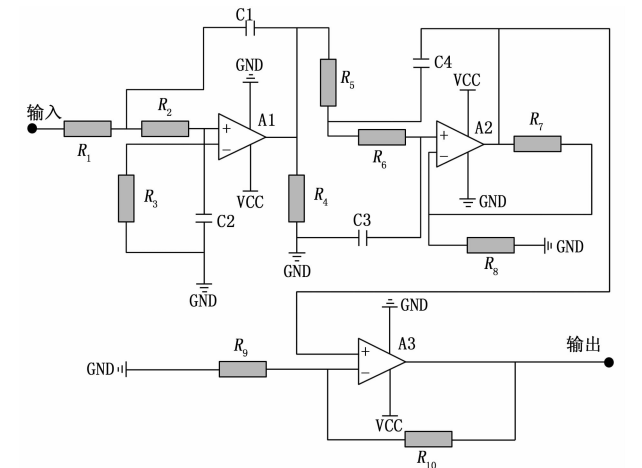 C1
GND
C4
R5
VCC
输入
R2
A1
A2
R7
+
+
−
−
R1
R6
R3
R4
C2
VCC
C3
GND
GND
R8
GND
GND
GND
A3
输出
R9
+
GND
−
VCC
R10